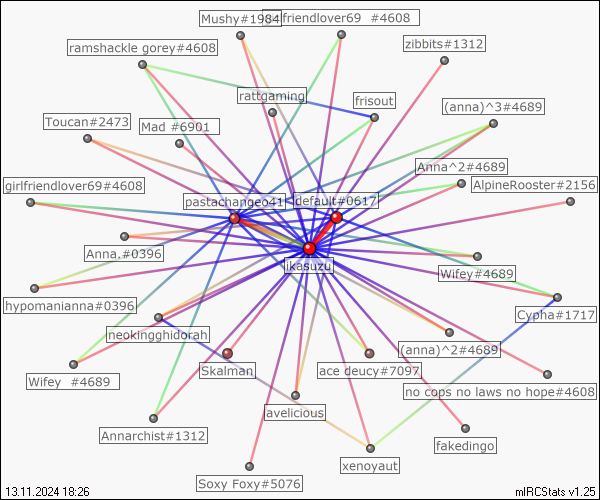 Mushy#1984
friendlover69 #4608
ramshackle gorey#4608
zibbits#1312
rattgaming
frisout
(anna)^3#4689
Toucan#2473
Mad #6901
Anna^2#4689
girlfriendlover69#4608
AlpineRooster#2156
pastachangeo41
default#0617
Anna.#0396
ikasuzu
Wifey#4689
hypomanianna#0396
Cypha#1717
neokingghidorah
(anna)^2#4689
Skalman
ace deucy#7097
Wifey #4689
no cops no laws no hope#4608
avelicious
Annarchist#1312
fakedingo
xenoyaut
Soxy Foxy#5076
13.11.2024 18:26
mIRCStats v1.25